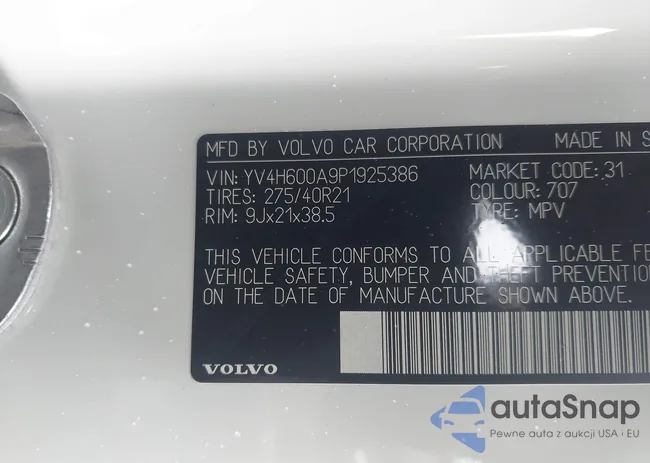 MFD BY VOLVO CAR CORPORATION MADE IN S
VIN: YV4H600A9P1925386 MARKET CODE: 31
TIRES: 275/40R21 COLOUR: 707
RIM: 9Jx21x38.5 TYPE: MPV
THIS VEHICLE CONFORMS TO ALL APPLICABLE FE
VEHICLE SAFETY, BUMPER AND THEFT PREVENTION
ON THE DATE OF MANUFACTURE SHOWN ABOVE.
VOLVO
autaSnap
Pewne auta z aukcji USA i EU